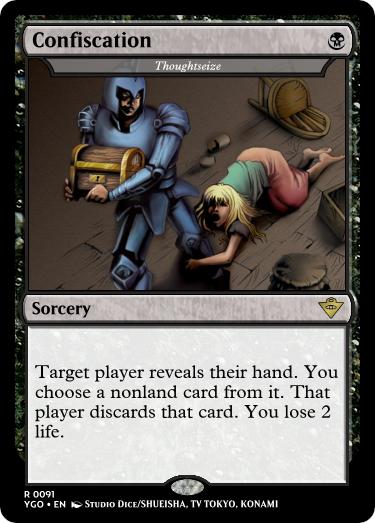 Confiscation
Thoughtseize
Sorcery
Target player reveals their hand. You
choose a nonland card from it. That
player discards that card. You lose 2
life.
R 0091
YGO • EN Studio Dice/SHUEISHA, TV TOKYO, KONAMI